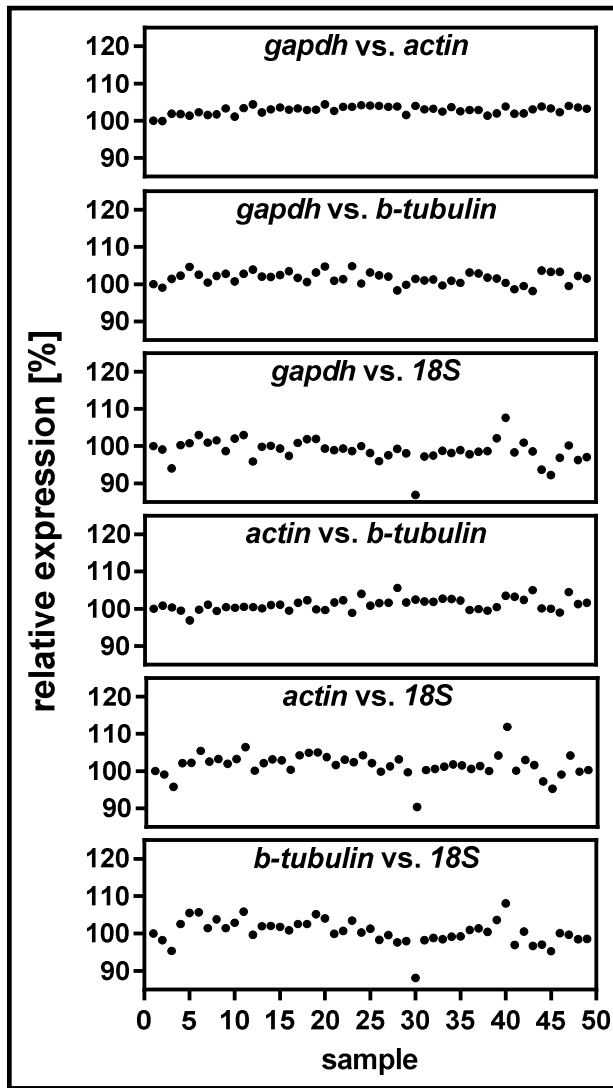 relative expression [%]
gapdh vs. actin
120
110
100
90
gapdh vs. b-tubulin
120
110
100
90
gapdh vs. 18S
120
110
100
90
actin vs. b-tubulin
120
110
100
90
actin vs. 18S
120
110
100
90
b-tubulin vs. 18S
120
110
100
90
0 5 10 15 20 25 30 35 40 45 50
sample